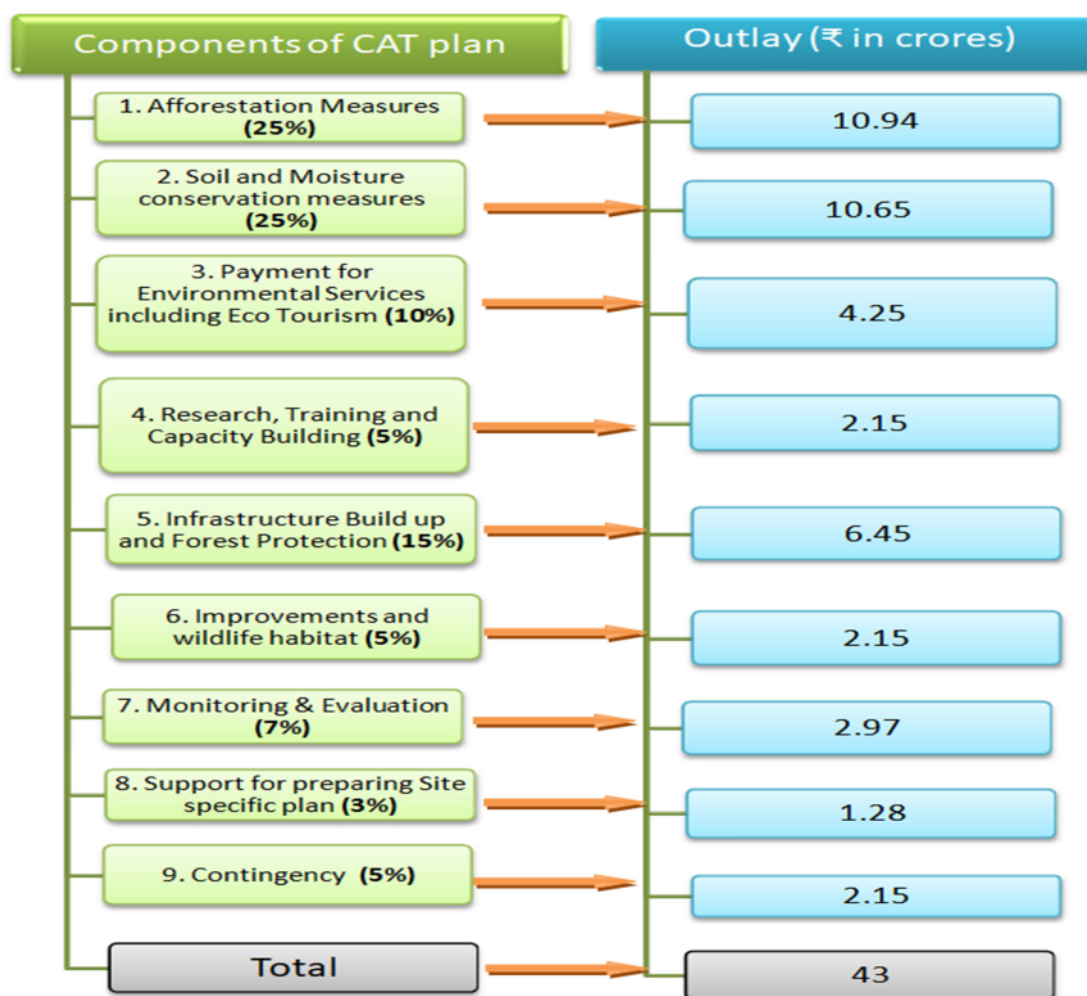 Components of CAT plan
Outlay (₹ in crores)
1. Afforestation Measures
(25%)
10.94
2. Soil and Moisture
conservation measures
(25%)
10.65
3. Payment for
Environmental Services
including Eco Tourism (10%)
4.25
4. Research, Training and
Capacity Building (5%)
2.15
5. Infrastructure Build up
and Forest Protection (15%)
6.45
6. Improvements and
wildlife habitat (5%)
2.15
7. Monitoring & Evaluation
(7%)
2.97
8. Support for preparing Site
specific plan (3%)
1.28
9. Contingency (5%)
2.15
Total
43